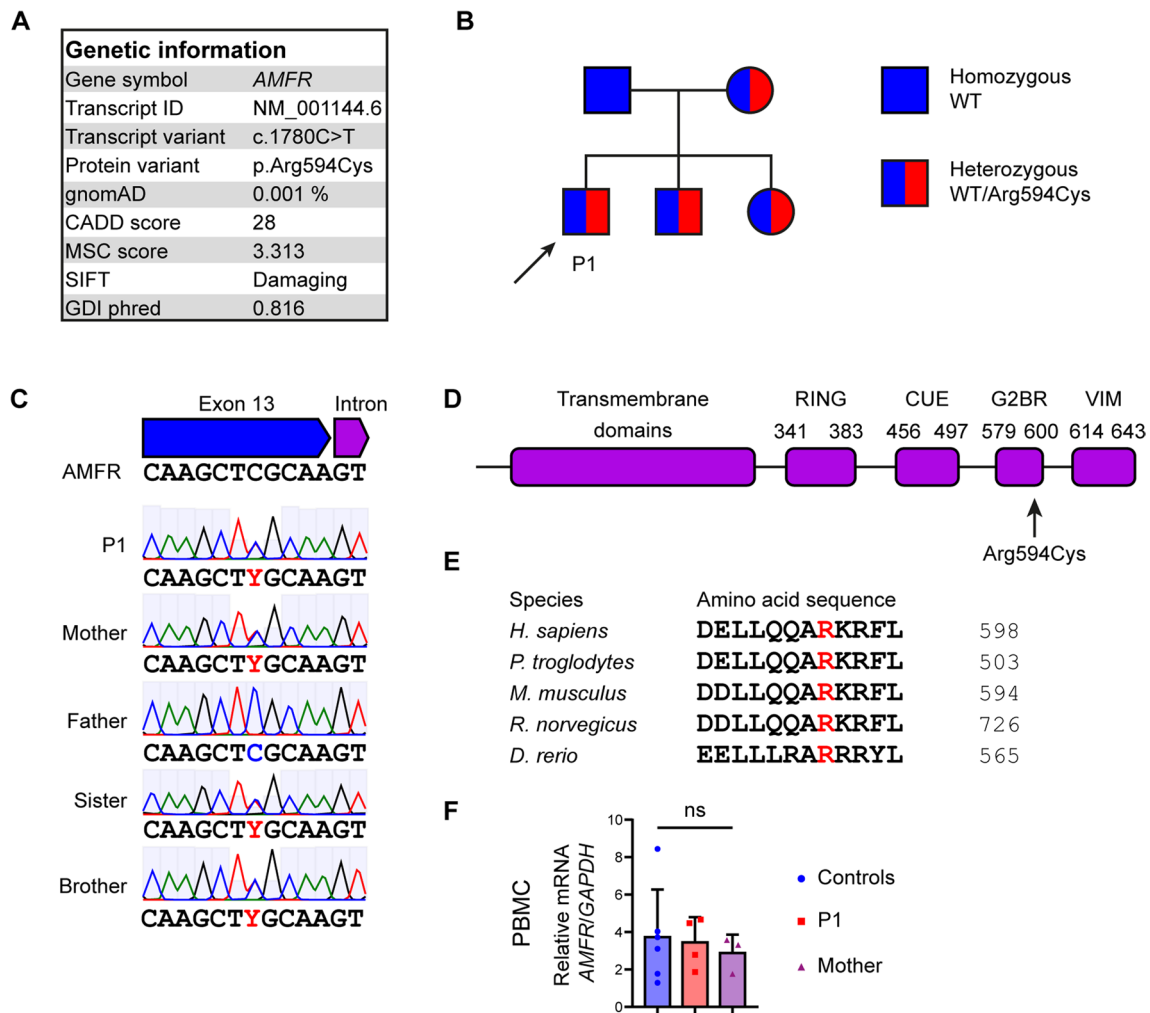 A
Genetic information
Gene symbol AMFR
Transcript ID NM_001144.6
Transcript variant c.1780C>T
Protein variant p.Arg594Cys
gnomAD 0.001 %
CADD score 28
MSC score 3.313
SIFT Damaging
GDI phred 0.816
B
P1
Homozygous
WT
Heterozygous
WT/Arg594Cys
C
Exon 13 Intron
AMFR CAAGCTCGCAAGT
P1
CAAGCTYGCAAGT
Mother
CAAGCTYGCAAGT
Father
CAAGCTCGCAAGT
Sister
CAAGCTYGCAAGT
Brother
CAAGCTYGCAAGT
D
Transmembrane
domains
RING
341 383
CUE
456 497
G2BR
579 600
VIM
614 643
Arg594Cys
E
Species Amino acid sequence
H. sapiens DELLQQARKRFL 598
P. troglodytes DELLQQARKRFL 503
M. musculus DDLLQQARKRFL 594
R. norvegicus DDLLQQARKRFL 726
D. rerio EELLLRARRRYL 565
F
PBMC
Relative mRNA
AMFR/GAPDH
10
8
6
4
2
0
ns
Controls
P1
Mother